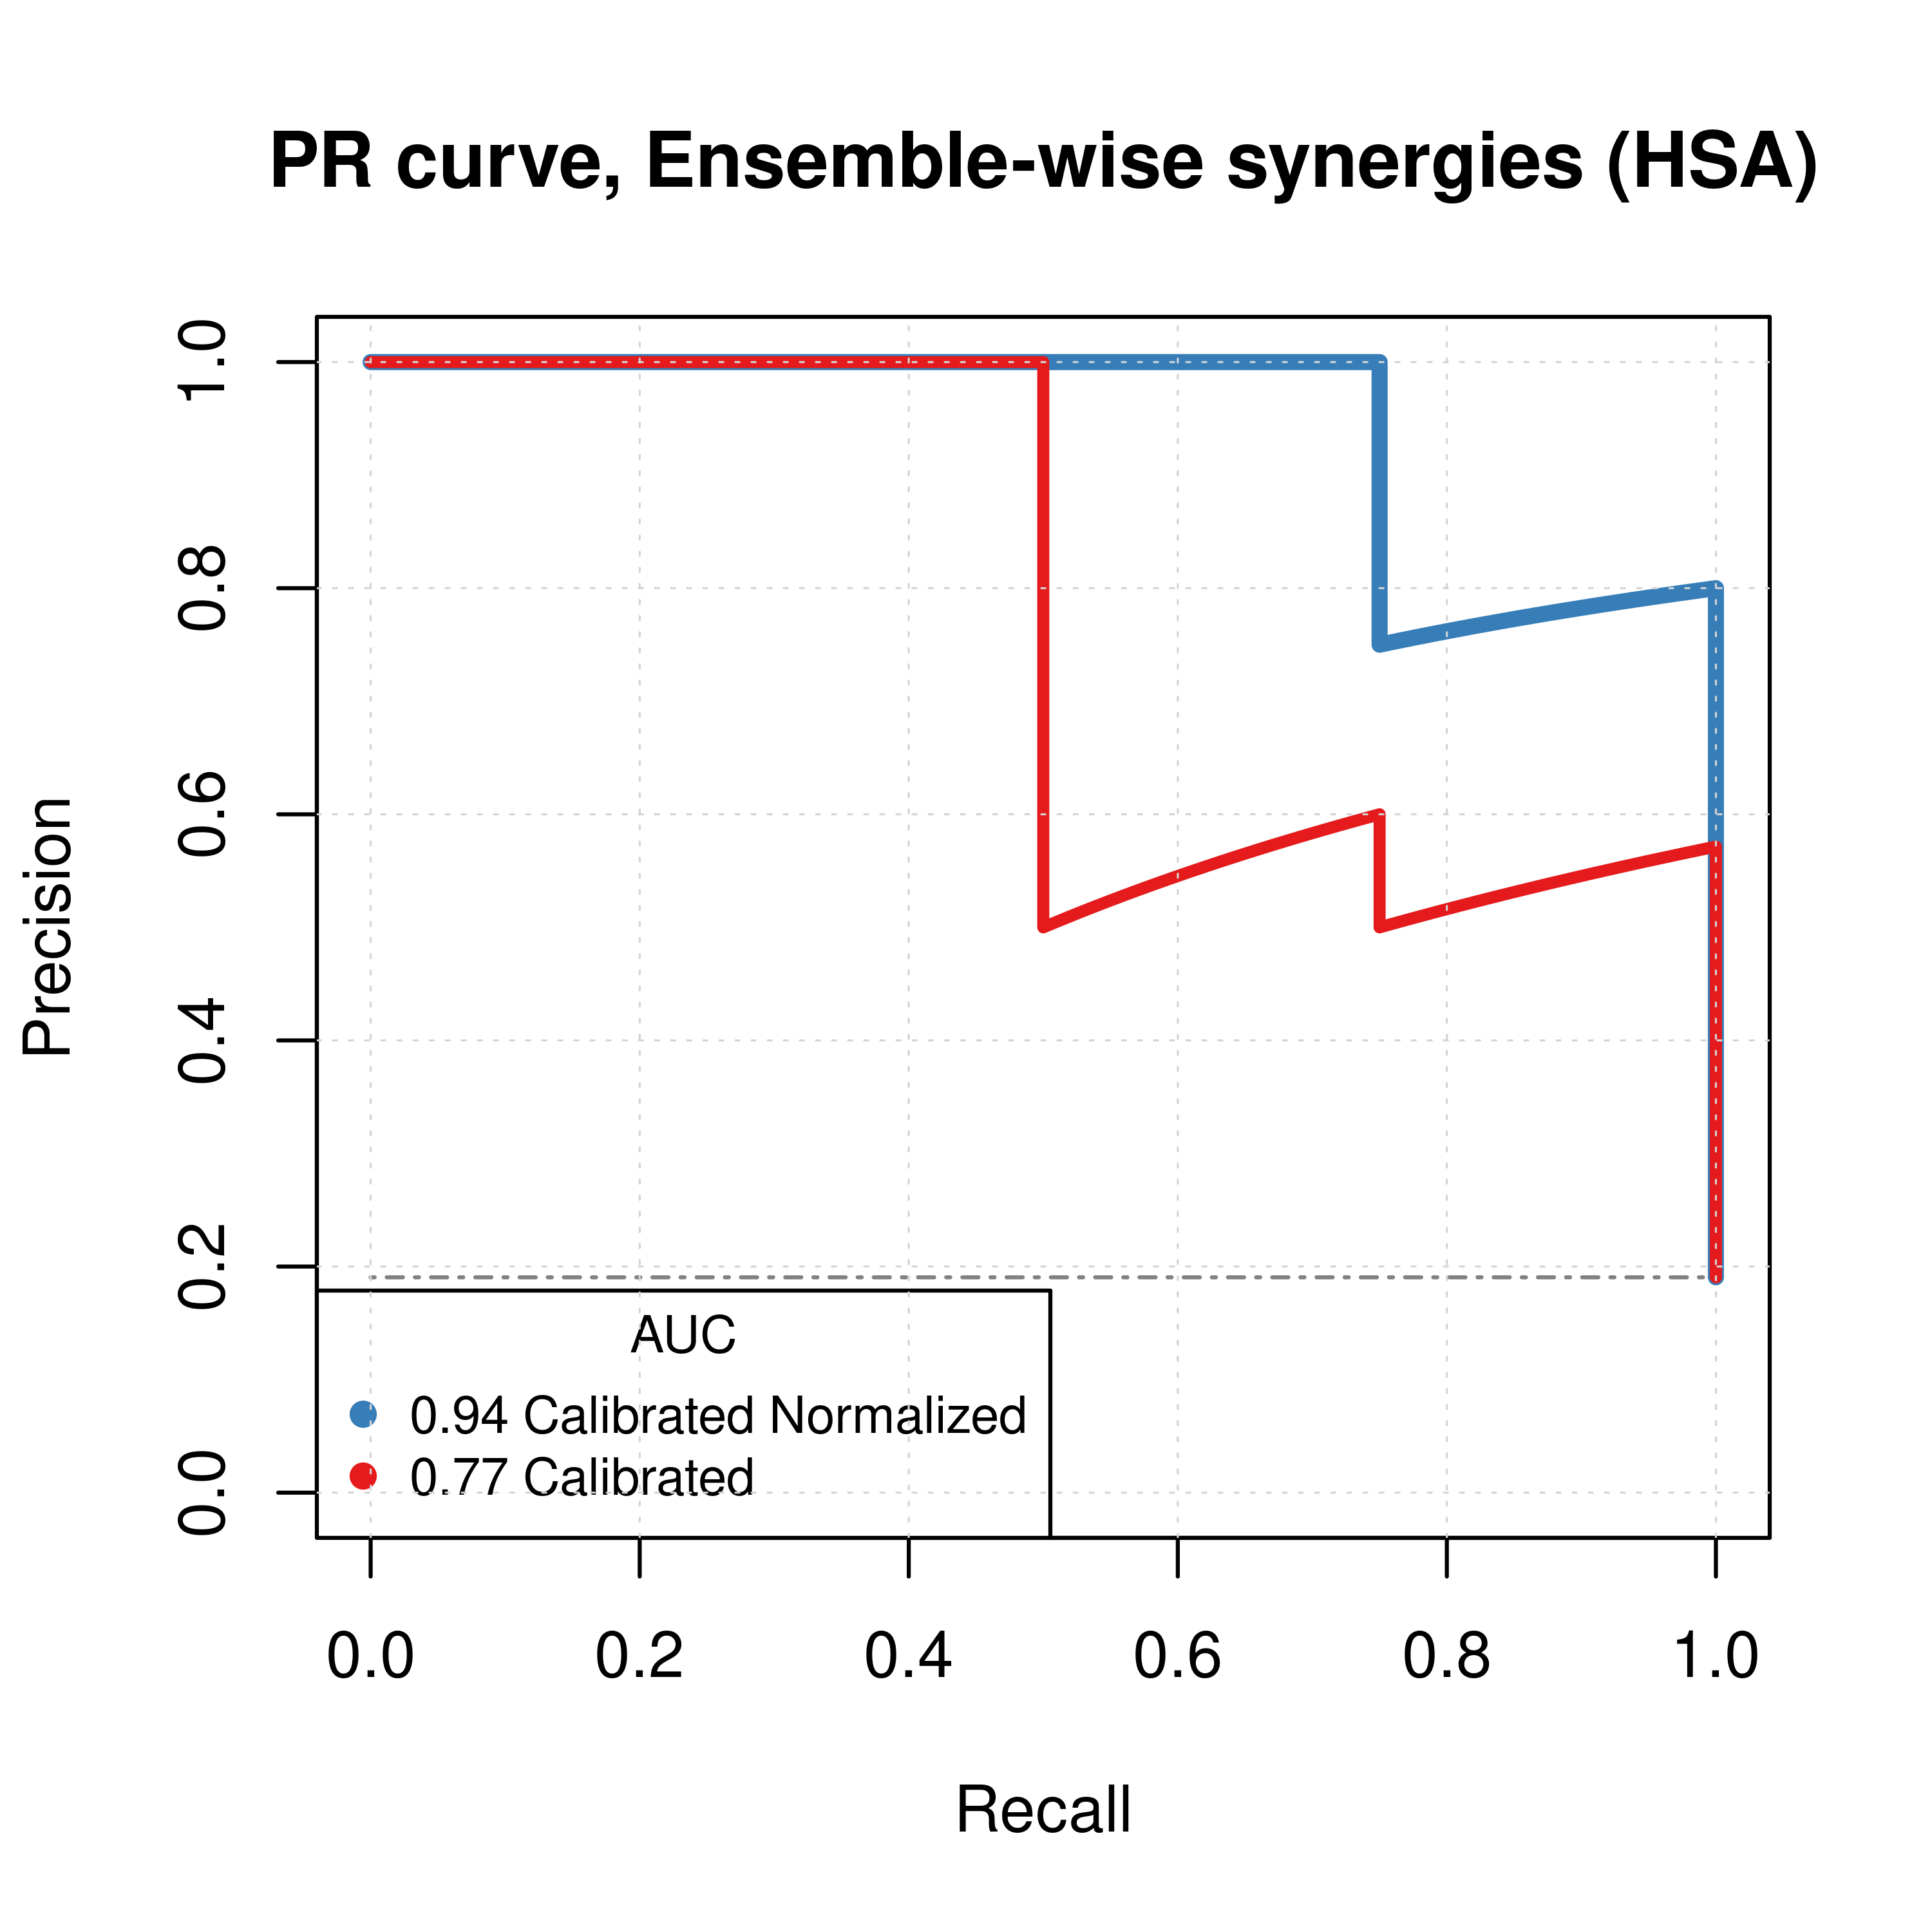 PR curve, Ensemble-wise synergies (HSA)
Precision
1.0
0.8
0.6
0.4
0.2
0.0
AUC
0.94 Calibrated Normalized
0.77 Calibrated
0.0 0.2 0.4 0.6 0.8 1.0
Recall